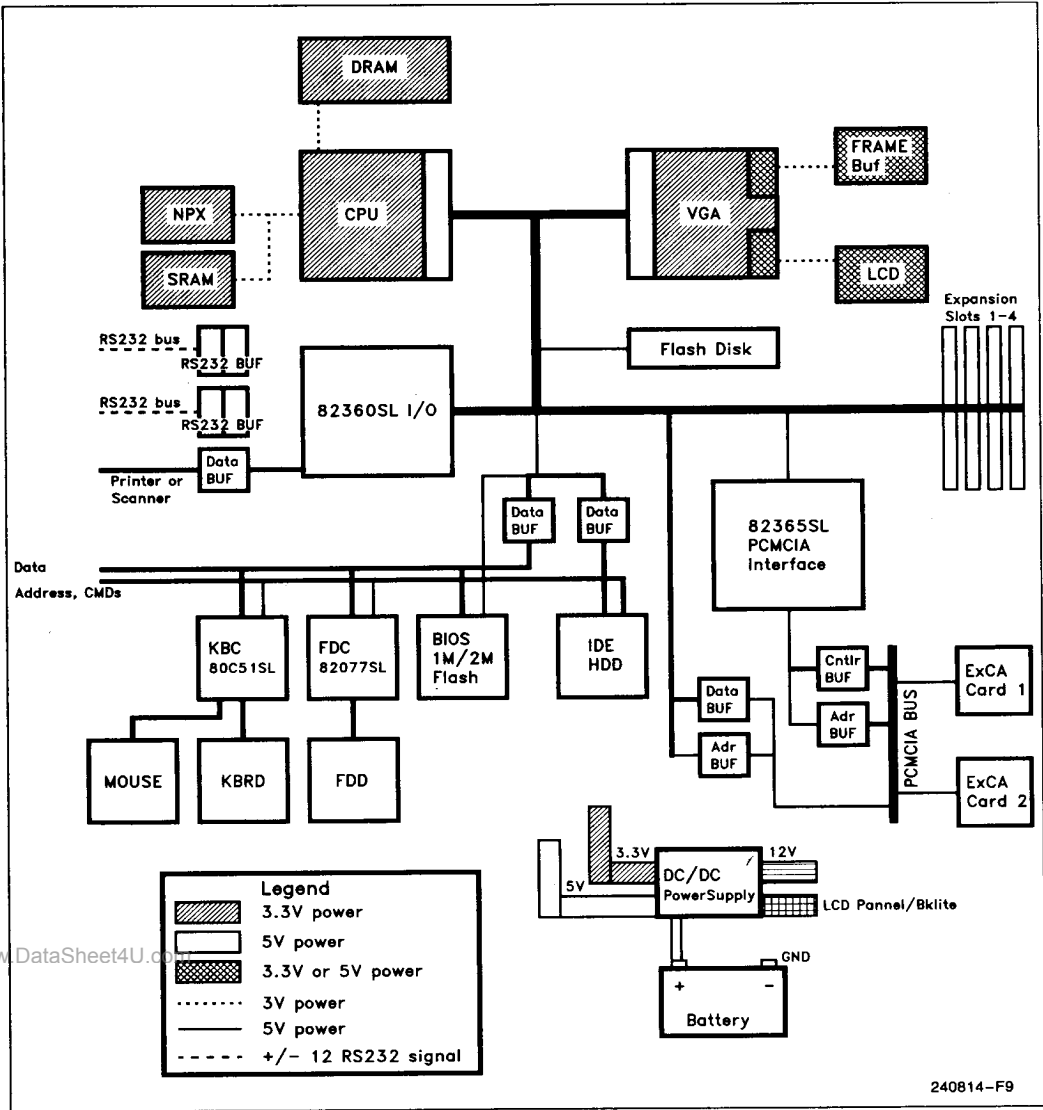 DRAM
FRAME
Buf
NPX
CPU
VGA
SRAM
LCD
Expansion
Slots 1-4
RS232 bus
RS232 BUF
Flash Disk
RS232 bus
RS232 BUF
82360SL I/O
Data
BUF
Printer or
Scanner
Data
BUF
Data
BUF
82365SL
PCMCIA
Interface
Data
Address, CMDs
KBC
80C51SL
FDC
82077SL
BIOS
1M/2M
Flash
IDE
HDD
Cntlr
BUF
ExCA
Card 1
Data
BUF
Adr
BUF
Adr
BUF
PCMCIA BUS
MOUSE
KBRD
FDD
ExCA
Card 2
3.3V
12V
5V
DC/DC
PowerSupply
LCD Pannel/Bklite
GND
+
-
Battery
Legend
3.3V power
5V power
3.3V or 5V power
3V power
5V power
+/- 12 RS232 signal
w.DataSheet4U.com
240814-F9